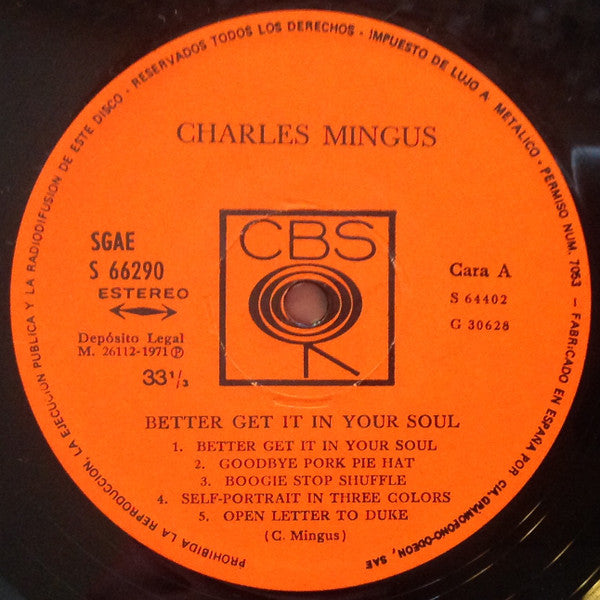 PROHIBIDA LA REPRODUCCION, LA EJECUCION PUBLICA Y LA RADIODIFUSION DE ESTE DISCO - RESERVADOS TODOS LOS DERECHOS - IMPUESTO DE LUJO A METALICO - PERMISO NUM. 7053 - FABRICADO EN ESPAÑA POR CIA. GRAMOFONO-ODEON, SAE
CHARLES MINGUS
CBS
SGAE
S 66290
ESTEREO
Depósito Legal
M. 26112-1971 Ⓟ
33 1/3
Cara A
S 64402
G 30628
BETTER GET IT IN YOUR SOUL
1. BETTER GET IT IN YOUR SOUL
2. GOODBYE PORK PIE HAT
3. BOOGIE STOP SHUFFLE
4. SELF-PORTRAIT IN THREE COLORS
5. OPEN LETTER TO DUKE
(C. Mingus)